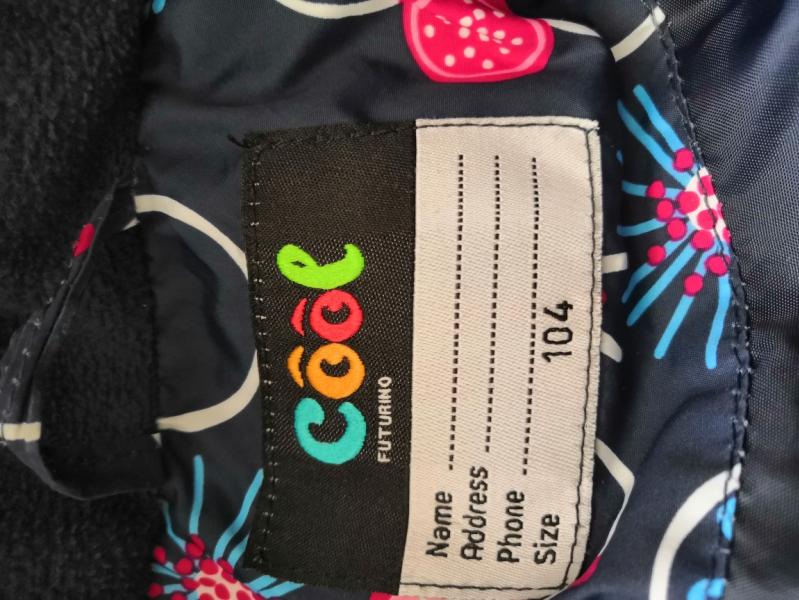 Cool
FUTURINO
Name
Address
Phone
Size 104